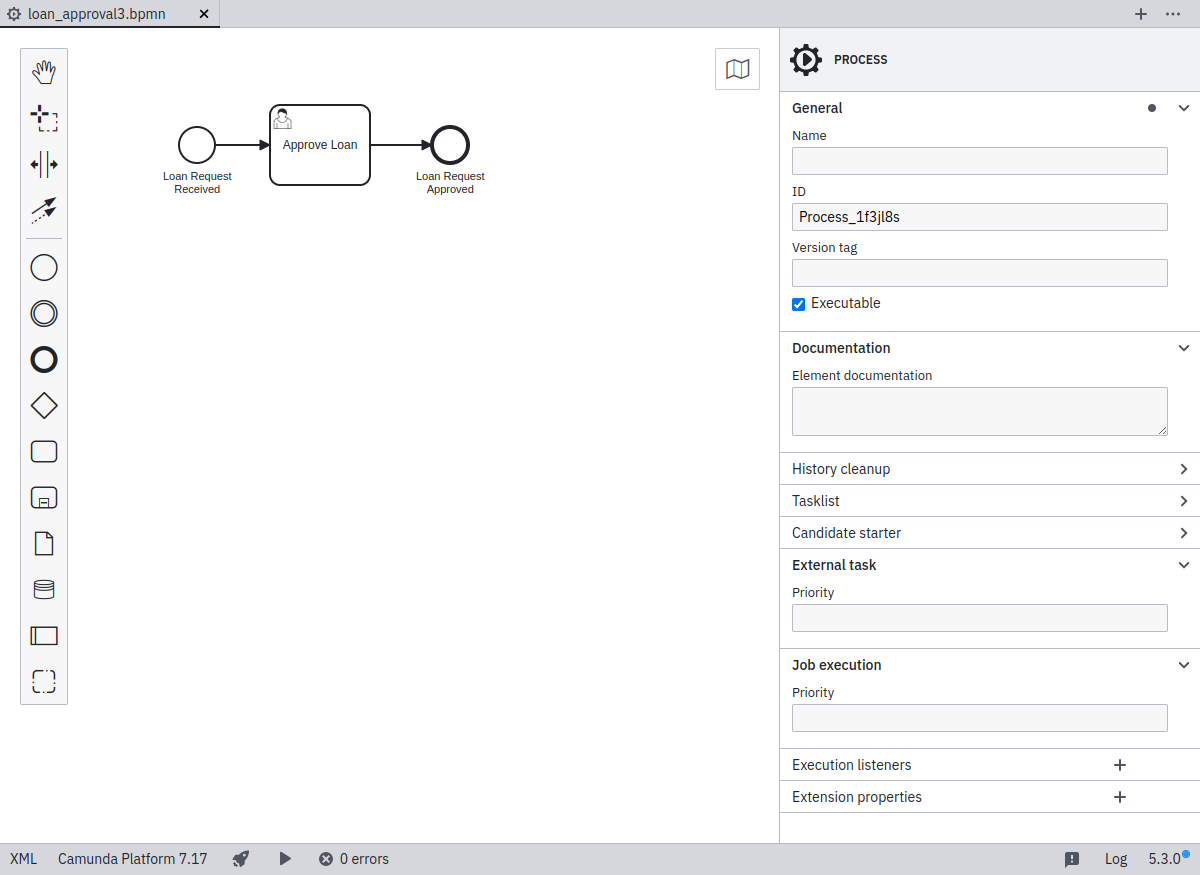 loan_approval3.bpmn
PROCESS
General
Name
ID
Process_1f3jl8s
Version tag
Executable
Documentation
Element documentation
History cleanup
Tasklist
Candidate starter
External task
Priority
Job execution
Priority
Execution listeners
Extension properties
Approve Loan
Loan Request
Received
Loan Request
Approved
XML
Camunda Platform 7.17
0 errors
Log
5.3.0